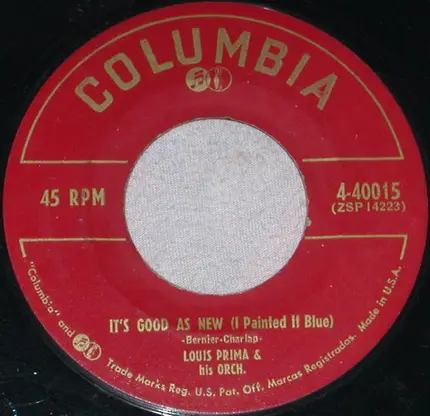 COLUMBIA
45 RPM
4-40015
(ZSP 14223)
IT'S GOOD AS NEW (I Painted It Blue)
-Bernier-Charlap-
LOUIS PRIMA &
his ORCH.
"Columbia" and Trade Marks Reg. U.S. Pat. Off. Marcas Registradas. Made in U.S.A.